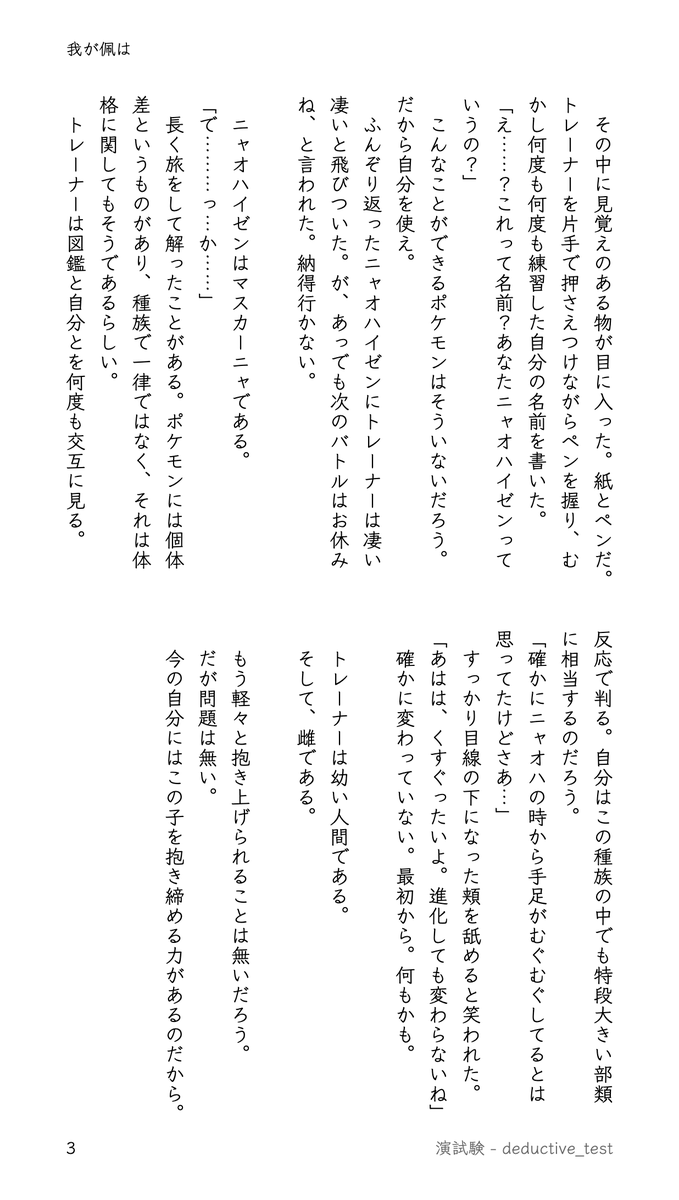 我が佩は
その中に見覚えのある物が目に入った。紙とペンだ。
トレーナーを片手で押さえつけながらペンを握り、む
かし何度も何度も練習した自分の名前を書いた。
「え……？これって名前？あなたニャオハイゼンって
いうの？」
こんなことができるポケモンはそういないだろう。
だから自分を使え。
ふんぞり返ったニャオハイゼンにトレーナーは凄い
凄いと飛びついた。が、あっでも次のバトルはお休み
ね、と言われた。納得行かない。
ニャオハイゼンはマスカーニャである。
「で………っ…か……」
長く旅をして解ったことがある。ポケモンには個体
差というものがあり、種族で一律ではなく、それは体
格に関してもそうであるらしい。
トレーナーは図鑑と自分とを何度も交互に見る。
反応で判る。自分はこの種族の中でも特段大きい部類
に相当するのだろう。
「確かにニャオハの時から手足がむぐむぐしてるとは
思ってたけどさあ…」
すっかり目線の下になった頬を舐めると笑われた。
「あはは、くすぐったいよ。進化しても変わらないね」
確かに変わっていない。最初から。何もかも。
トレーナーは幼い人間である。
そして、雌である。
もう軽々と抱き上げられることは無いだろう。
だが問題は無い。
今の自分にはこの子を抱き締める力があるのだから。
3
演試験 - deductive_test